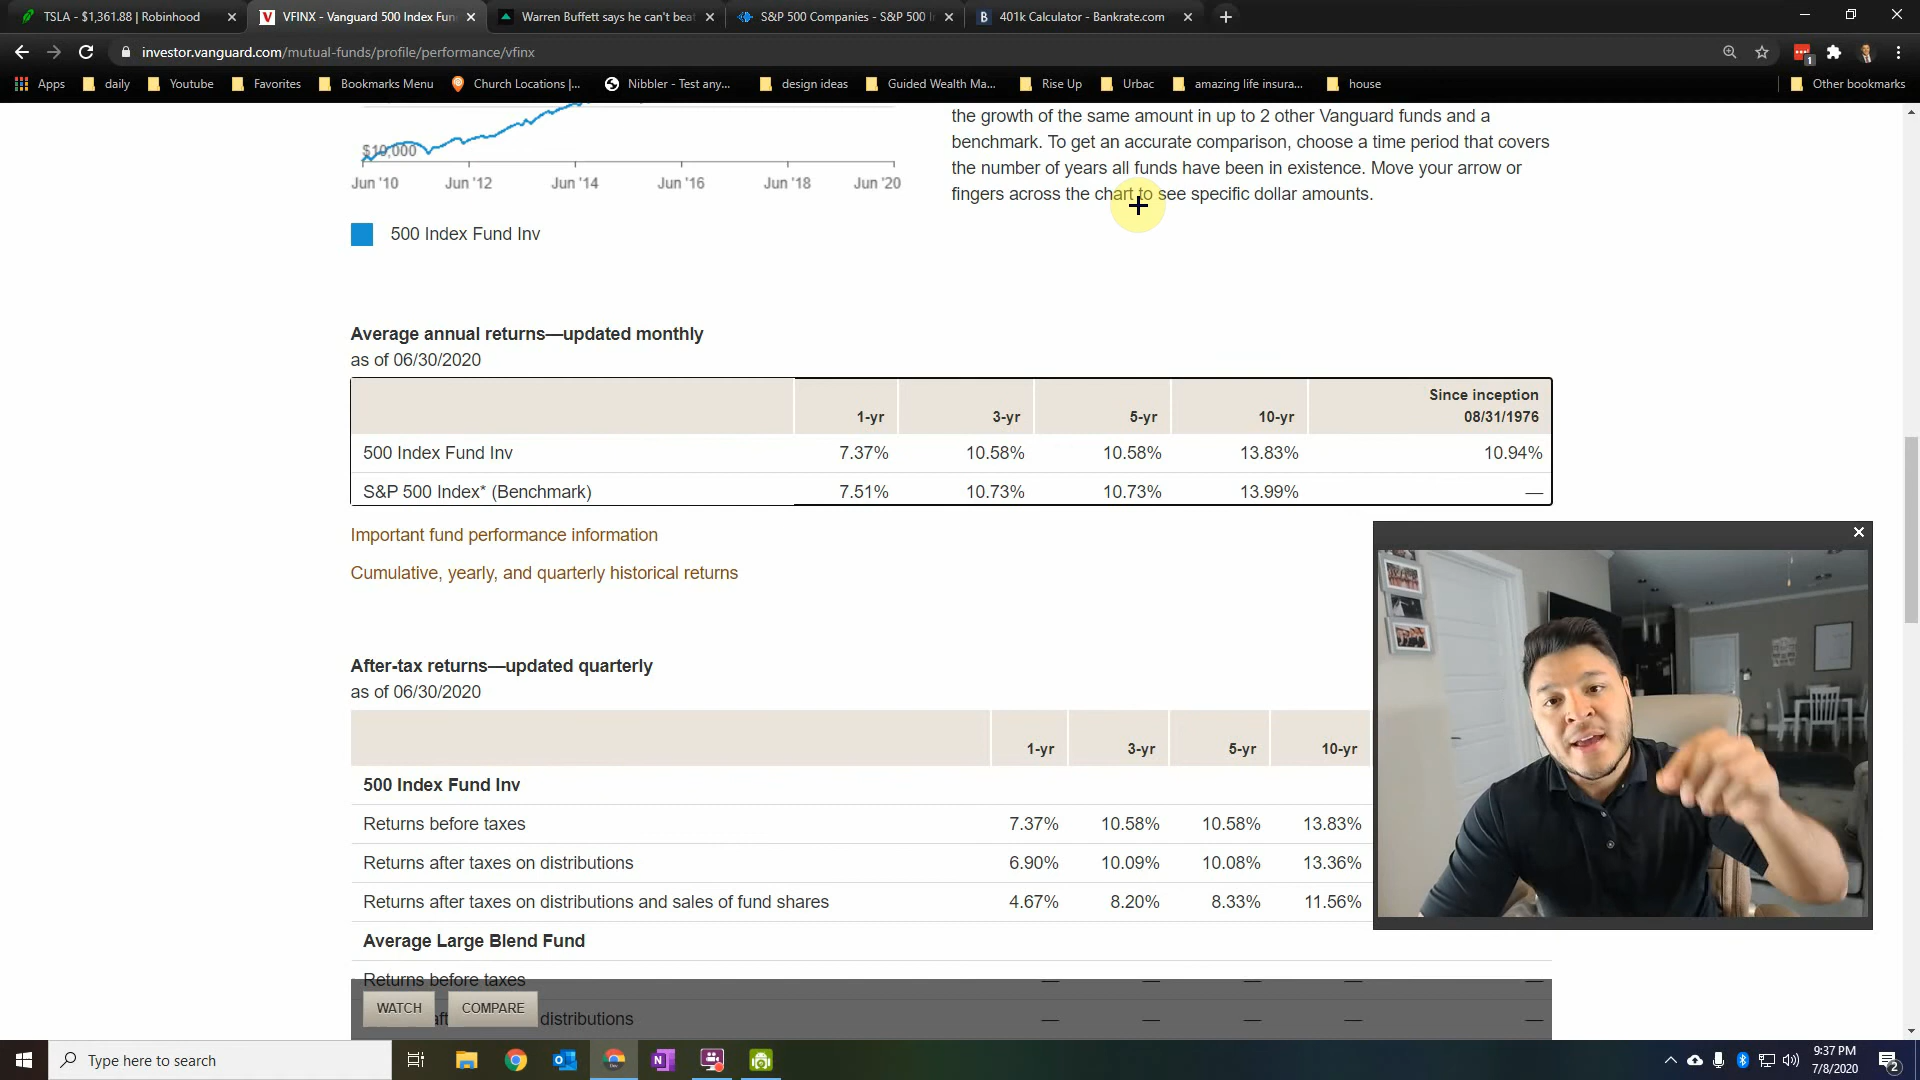 TSLA - $1,361.88 | Robinhood
VFINX - Vanguard 500 Index Fun
Warren Buffett says he can't beat
S&P 500 Companies - S&P 500 I
B 401k Calculator - Bankrate.com
investor.vanguard.com/mutual-funds/profile/performance/vfinx
Apps daily Youtube Favorites Bookmarks Menu Church Locations |... Nibbler - Test any... design ideas Guided Wealth Ma... Rise Up Urbac amazing life insura... house Other bookmarks
the growth of the same amount in up to 2 other Vanguard funds and a
benchmark. To get an accurate comparison, choose a time period that covers
the number of years all funds have been in existence. Move your arrow or
fingers across the chart to see specific dollar amounts.
$10,000
Jun '10 Jun '12 Jun '14 Jun '16 Jun '18 Jun '20
500 Index Fund Inv
Average annual returns—updated monthly
as of 06/30/2020
1-yr 3-yr 5-yr 10-yr Since inception
08/31/1976
500 Index Fund Inv 7.37% 10.58% 10.58% 13.83% 10.94%
S&P 500 Index* (Benchmark) 7.51% 10.73% 10.73% 13.99% —
Important fund performance information
Cumulative, yearly, and quarterly historical returns
After-tax returns—updated quarterly
as of 06/30/2020
1-yr 3-yr 5-yr 10-yr
500 Index Fund Inv
Returns before taxes 7.37% 10.58% 10.58% 13.83%
Returns after taxes on distributions 6.90% 10.09% 10.08% 13.36%
Returns after taxes on distributions and sales of fund shares 4.67% 8.20% 8.33% 11.56%
Average Large Blend Fund
Returns before taxes — — — — —
WATCH COMPARE distributions — — — — —
Type here to search
9:37 PM
7/8/2020
2